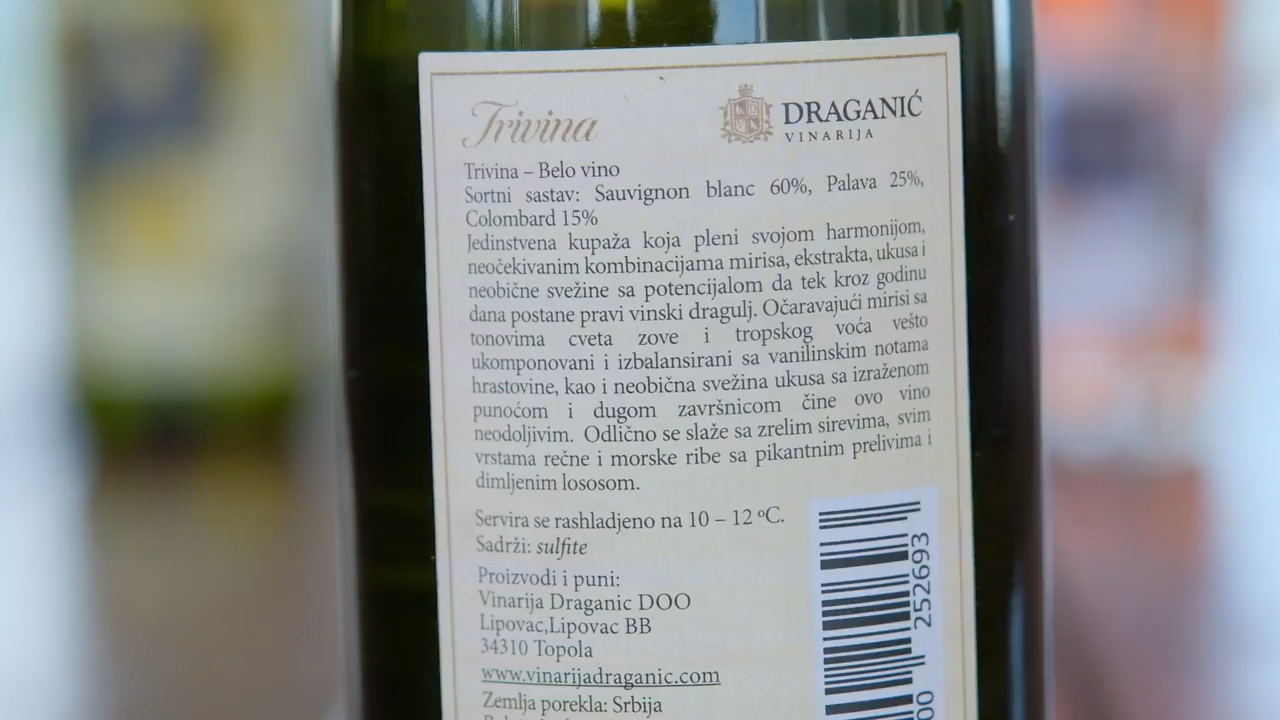 Trivina
DRAGANIĆ
VINARIJA
Trivina – Belo vino
Sortni sastav: Sauvignon blanc 60%, Palava 25%,
Colombard 15%
Jedinstvena kupaža koja pleni svojom harmonijom,
neočekivanim kombinacijama mirisa, ekstrakta, ukusa i
neobične svežine sa potencijalom da tek kroz godinu
dana postane pravi vinski dragulj. Očaravajući mirisi sa
tonovima cveta zove i tropskog voća vešto
ukomponovani i izbalansirani sa vanilinskim notama
hrastovine, kao i neobična svežina ukusa sa izraženom
punoćom i dugom završnicom čine ovo vino
neodoljivim. Odlično se slaže sa zrelim sirevima, svim
vrstama rečne i morske ribe sa pikantnim prelivima i
dimljenim lososom.
Servira se rashladjeno na 10 – 12 ºC.
Sadrži: sulfite
Proizvodi i puni:
Vinarija Draganic DOO
Lipovac,Lipovac BB
34310 Topola
www.vinarijadraganic.com
Zemlja porekla: Srbija
252693